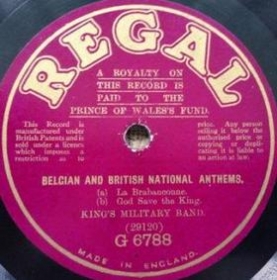 REGAL
A ROYALTY ON
THIS RECORD IS
PAID TO THE
PRINCE OF WALES'S FUND.
This Record is
manufactured under
British Patents and is
sold under a licence
which imposes a
restriction as to
price. Any person
selling it below the
authorised price or
copying or dupli-
cating it is liable to
an action at law.
BELGIAN AND BRITISH NATIONAL ANTHEMS.
(a) La Brabanconne.
(b) God Save the King.
KING'S MILITARY BAND.
(29120)
G 6788
MADE IN ENGLAND.